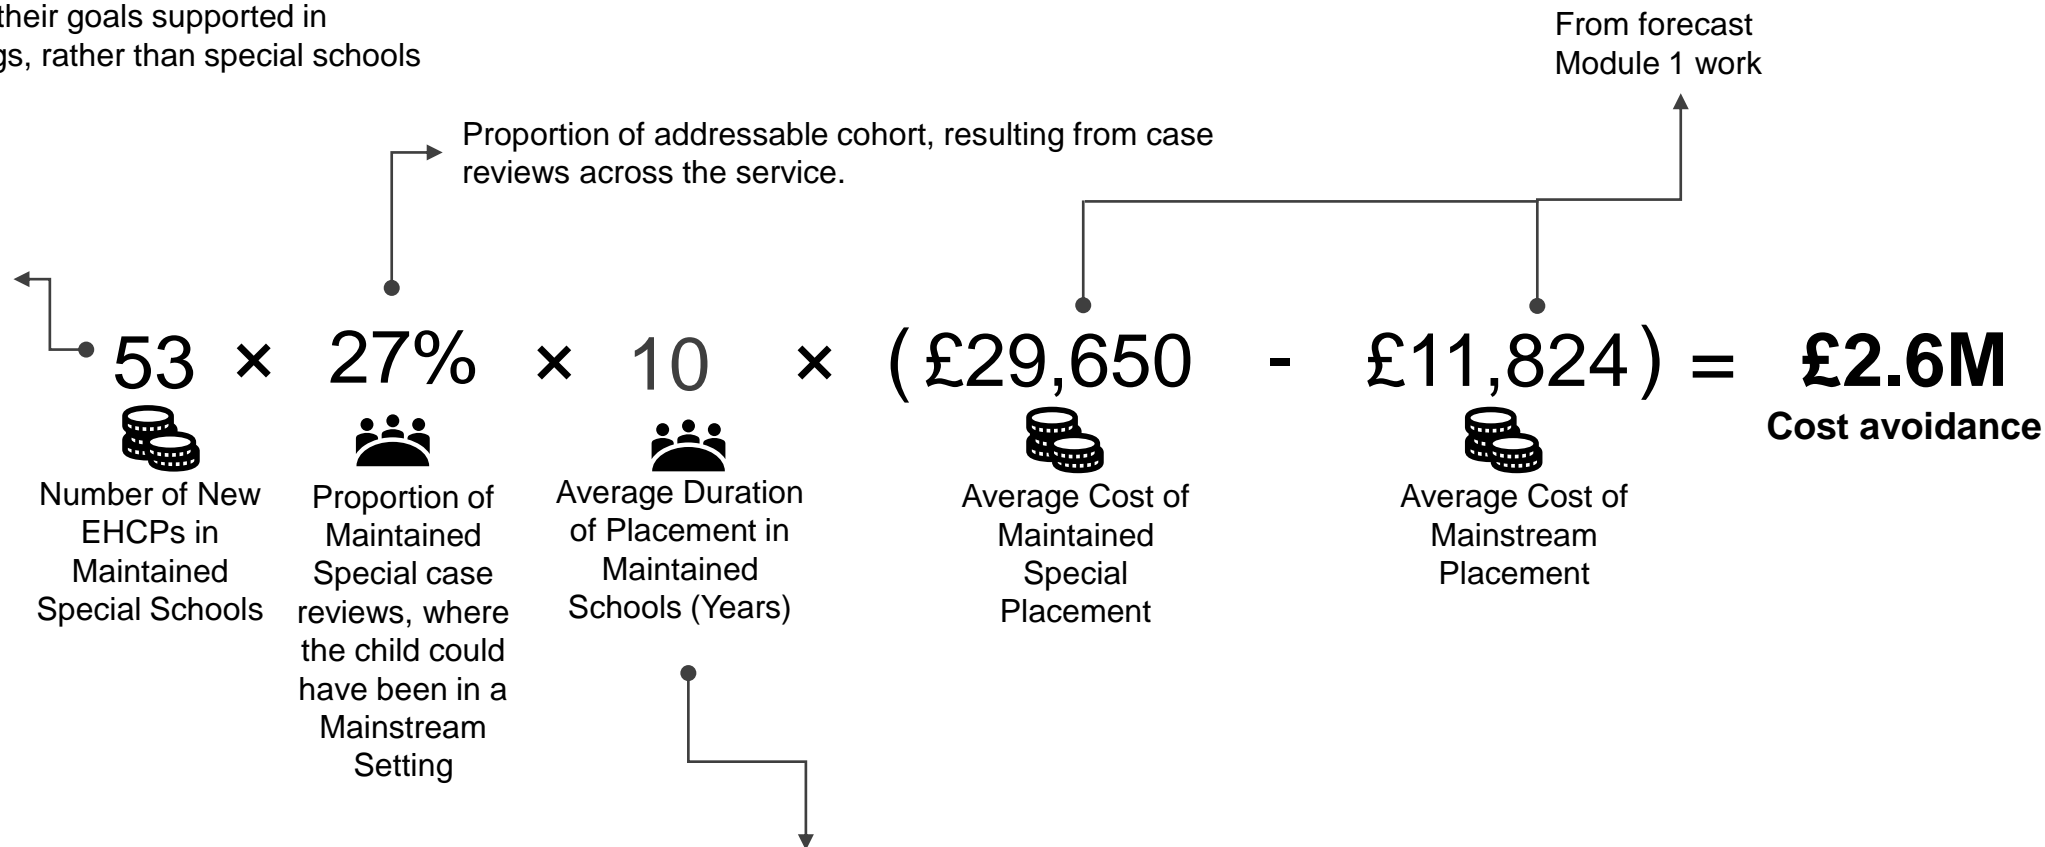 their goals supported in
gs, rather than special schools
From forecast
Module 1 work
Proportion of addressable cohort, resulting from case
reviews across the service.
53 × 27% × 10 × (£29,650 - £11,824) = £2.6M
Cost avoidance
Number of New
EHCPs in
Maintained
Special Schools
Proportion of
Maintained
Special case
reviews, where
the child could
have been in a
Mainstream
Setting
Average Duration
of Placement in
Maintained
Schools (Years)
Average Cost of
Maintained
Special
Placement
Average Cost of
Mainstream
Placement